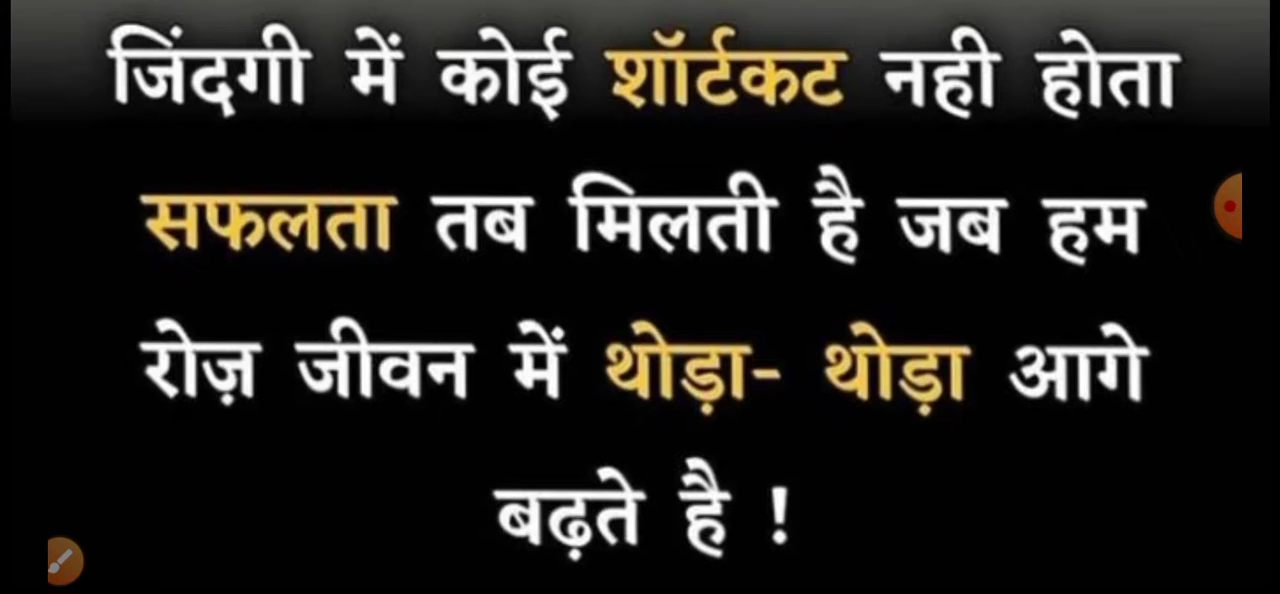 जिंदगी में कोई शॉर्टकट नही होता
सफलता तब मिलती है जब हम
रोज़ जीवन में थोड़ा- थोड़ा आगे
बढ़ते है !